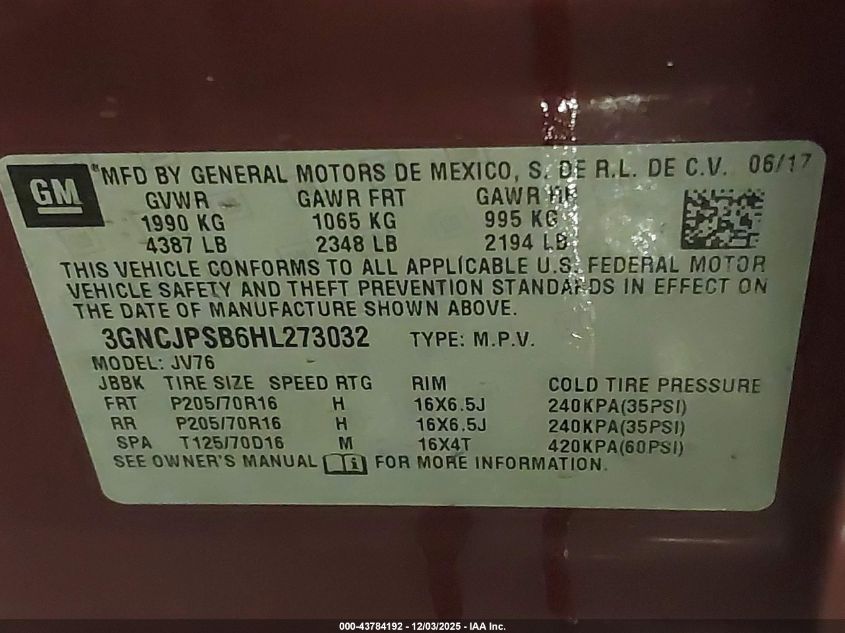 GM
®MFD BY GENERAL MOTORS DE MEXICO, S. DE R.L. DE C.V. 06/17
GVWR GAWR FRT GAWR RR
1990 KG 1065 KG 995 KG
4387 LB 2348 LB 2194 LB
THIS VEHICLE CONFORMS TO ALL APPLICABLE U.S. FEDERAL MOTOR
VEHICLE SAFETY AND THEFT PREVENTION STANDARDS IN EFFECT ON
THE DATE OF MANUFACTURE SHOWN ABOVE.
3GNCJPSB6HL273032 TYPE: M.P.V.
MODEL: JV76
JBBK TIRE SIZE SPEED RTG RIM COLD TIRE PRESSURE
FRT P205/70R16 H 16X6.5J 240KPA(35PSI)
RR P205/70R16 H 16X6.5J 240KPA(35PSI)
SPA T125/70D16 M 16X4T 420KPA(60PSI)
SEE OWNER'S MANUAL FOR MORE INFORMATION.
000-43784192 - 12/03/2025 - IAA Inc.